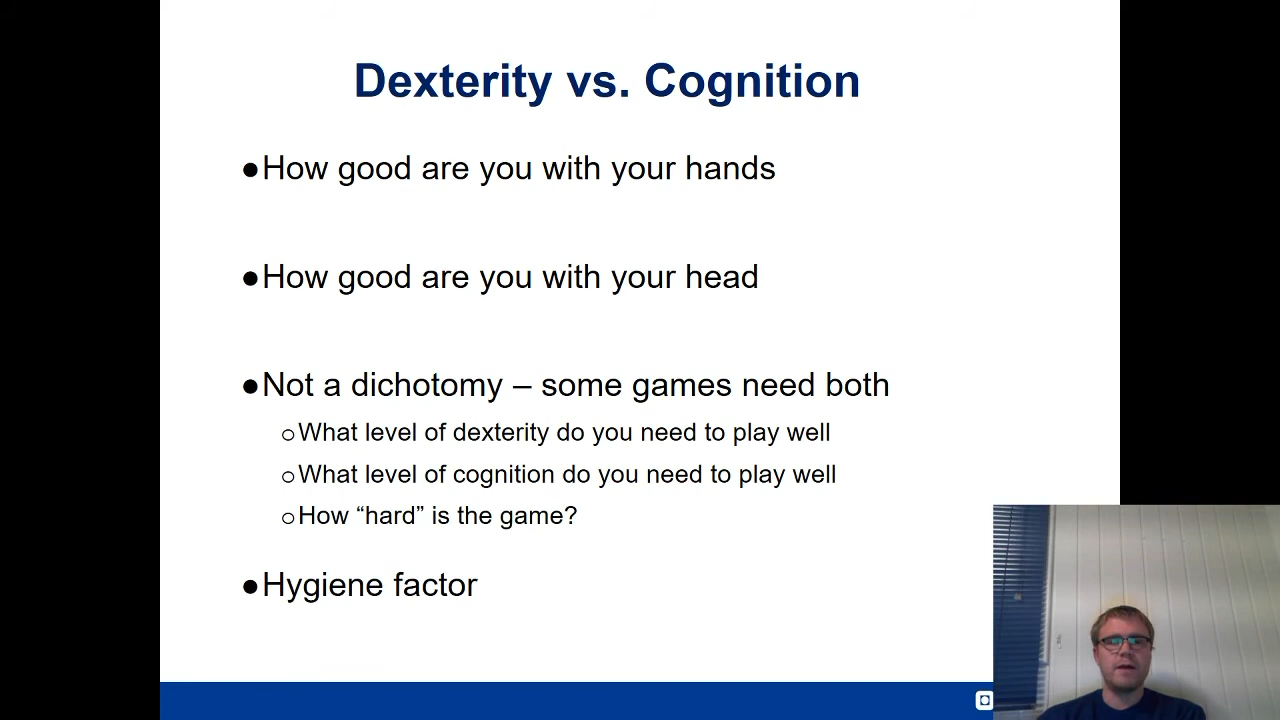 Dexterity vs. Cognition
●How good are you with your hands
●How good are you with your head
●Not a dichotomy – some games need both
○What level of dexterity do you need to play well
○What level of cognition do you need to play well
○How “hard” is the game?
●Hygiene factor